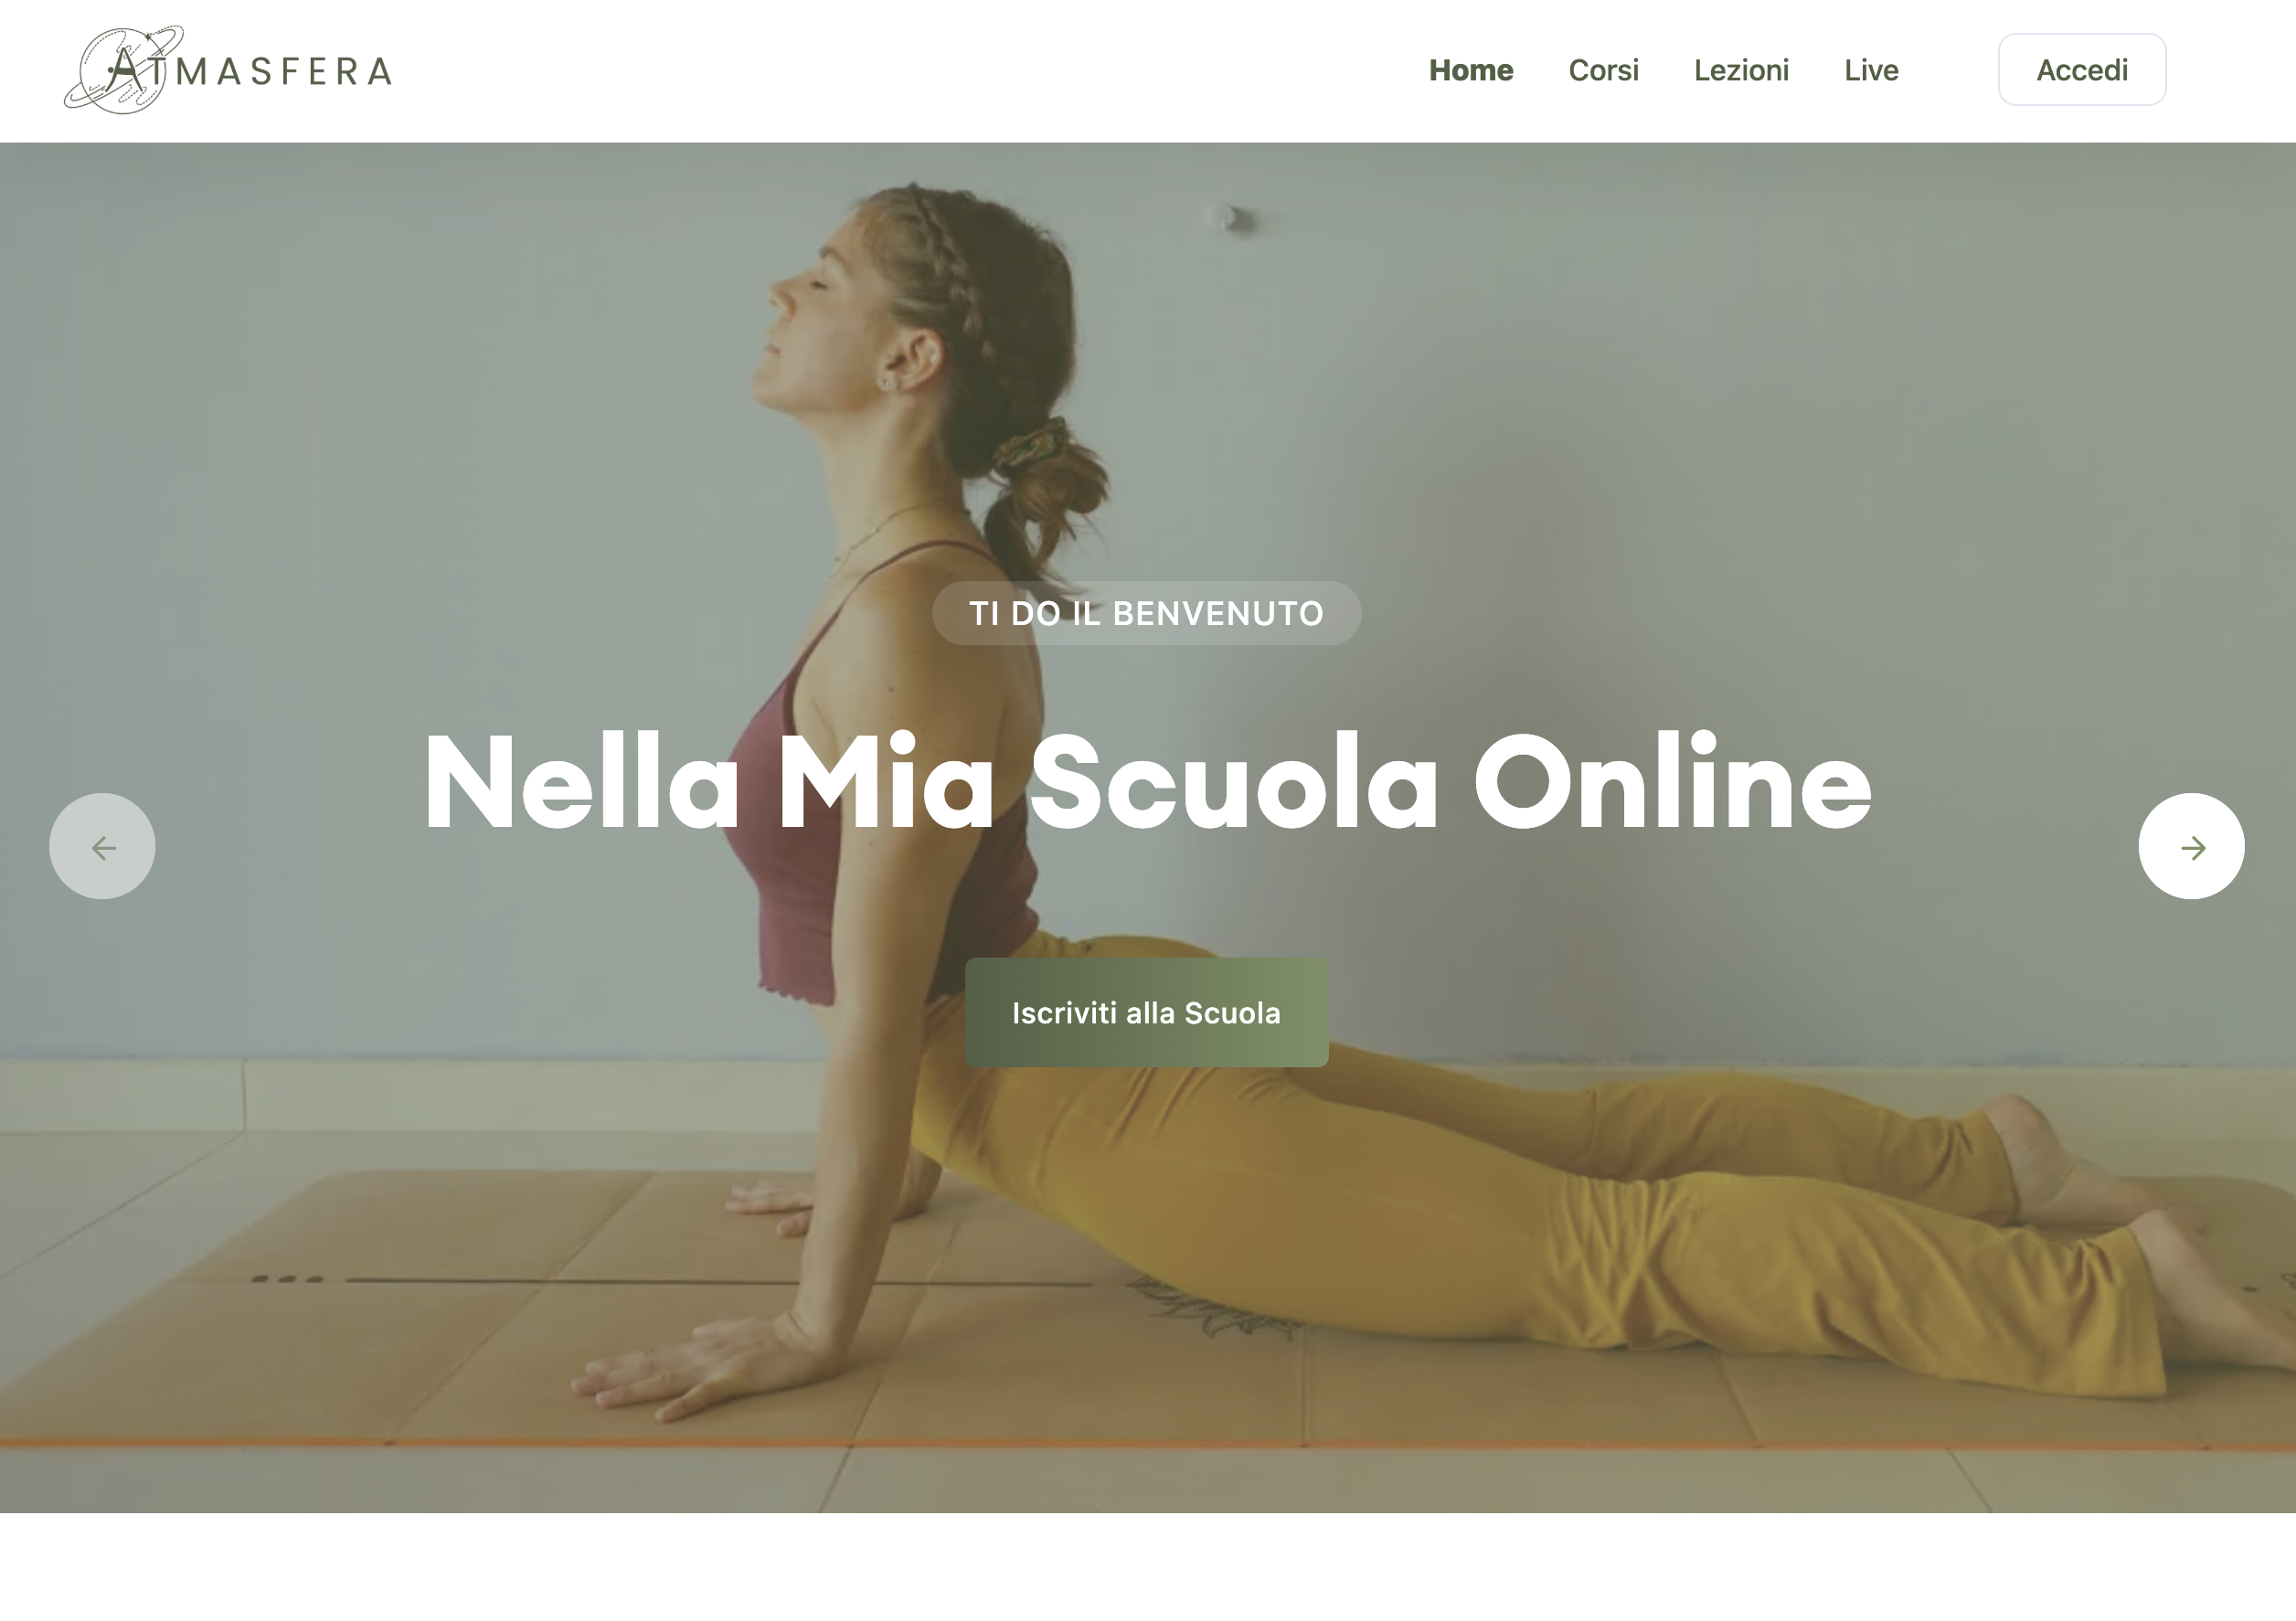 ATMASFERA
Home Corsi Lezioni Live Accedi
TI DO IL BENVENUTO
Nella Mia Scuola Online
Iscriviti alla Scuola